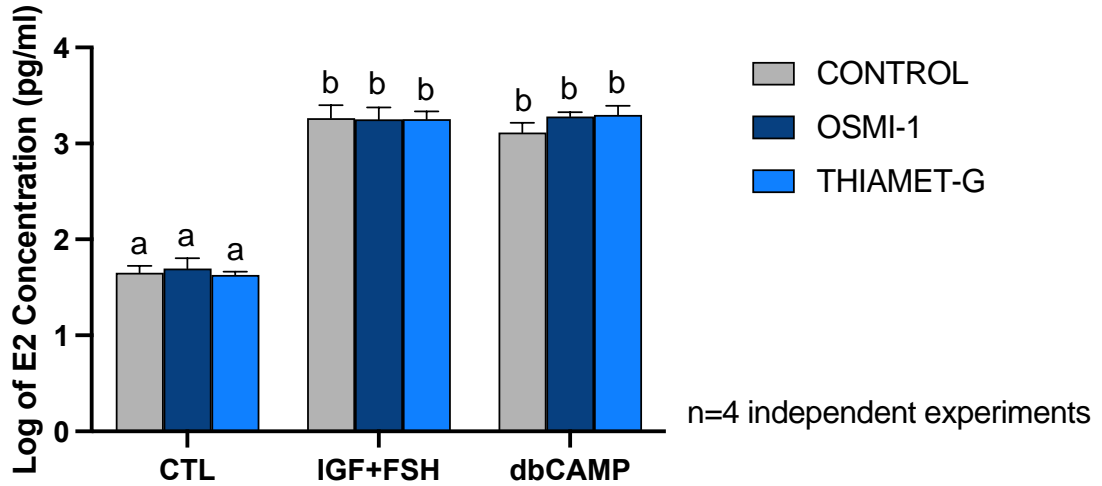 Log of E2 Concentration (pg/ml)
4
3
2
1
0
a a a
b b b
b b b
CTL IGF+FSH dbCAMP
CONTROL
OSMI-1
THIAMET-G
n=4 independent experiments